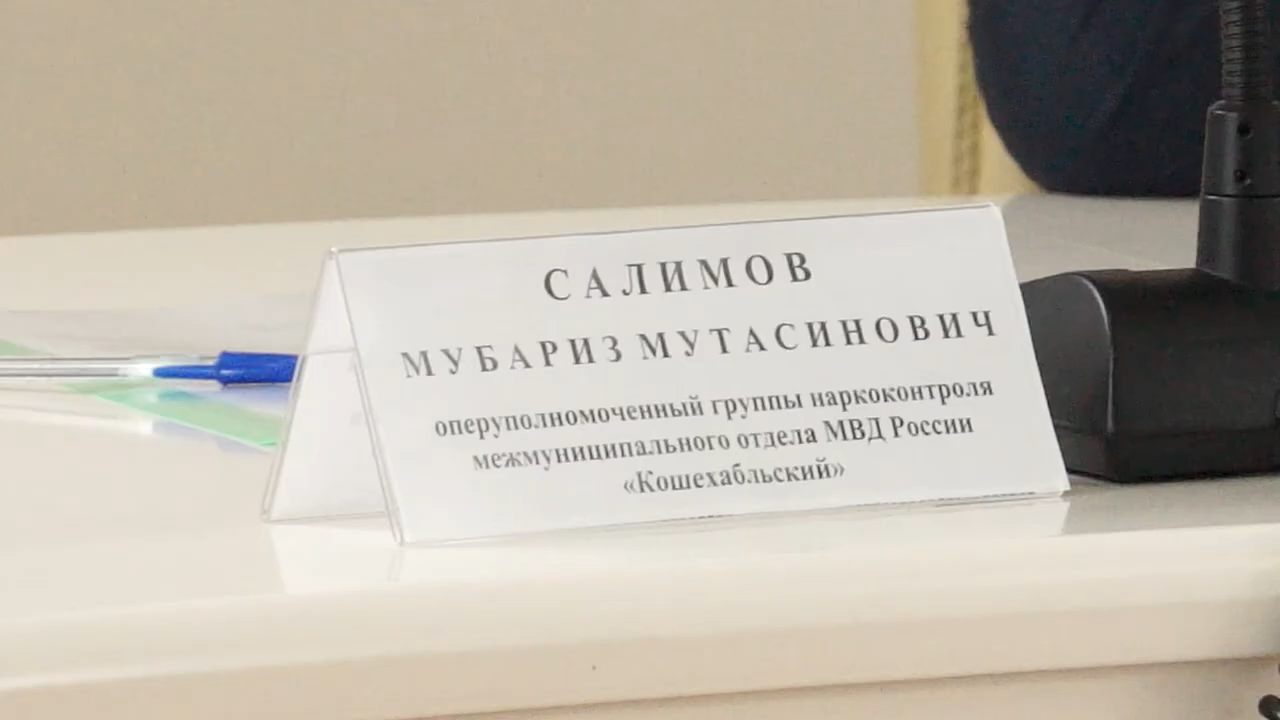 САЛИМОВ
МУБАРИЗ МУТАСИНОВИЧ
оперуполномоченный группы наркоконтроля
межмуниципального отдела МВД России
«Кошехабльский»